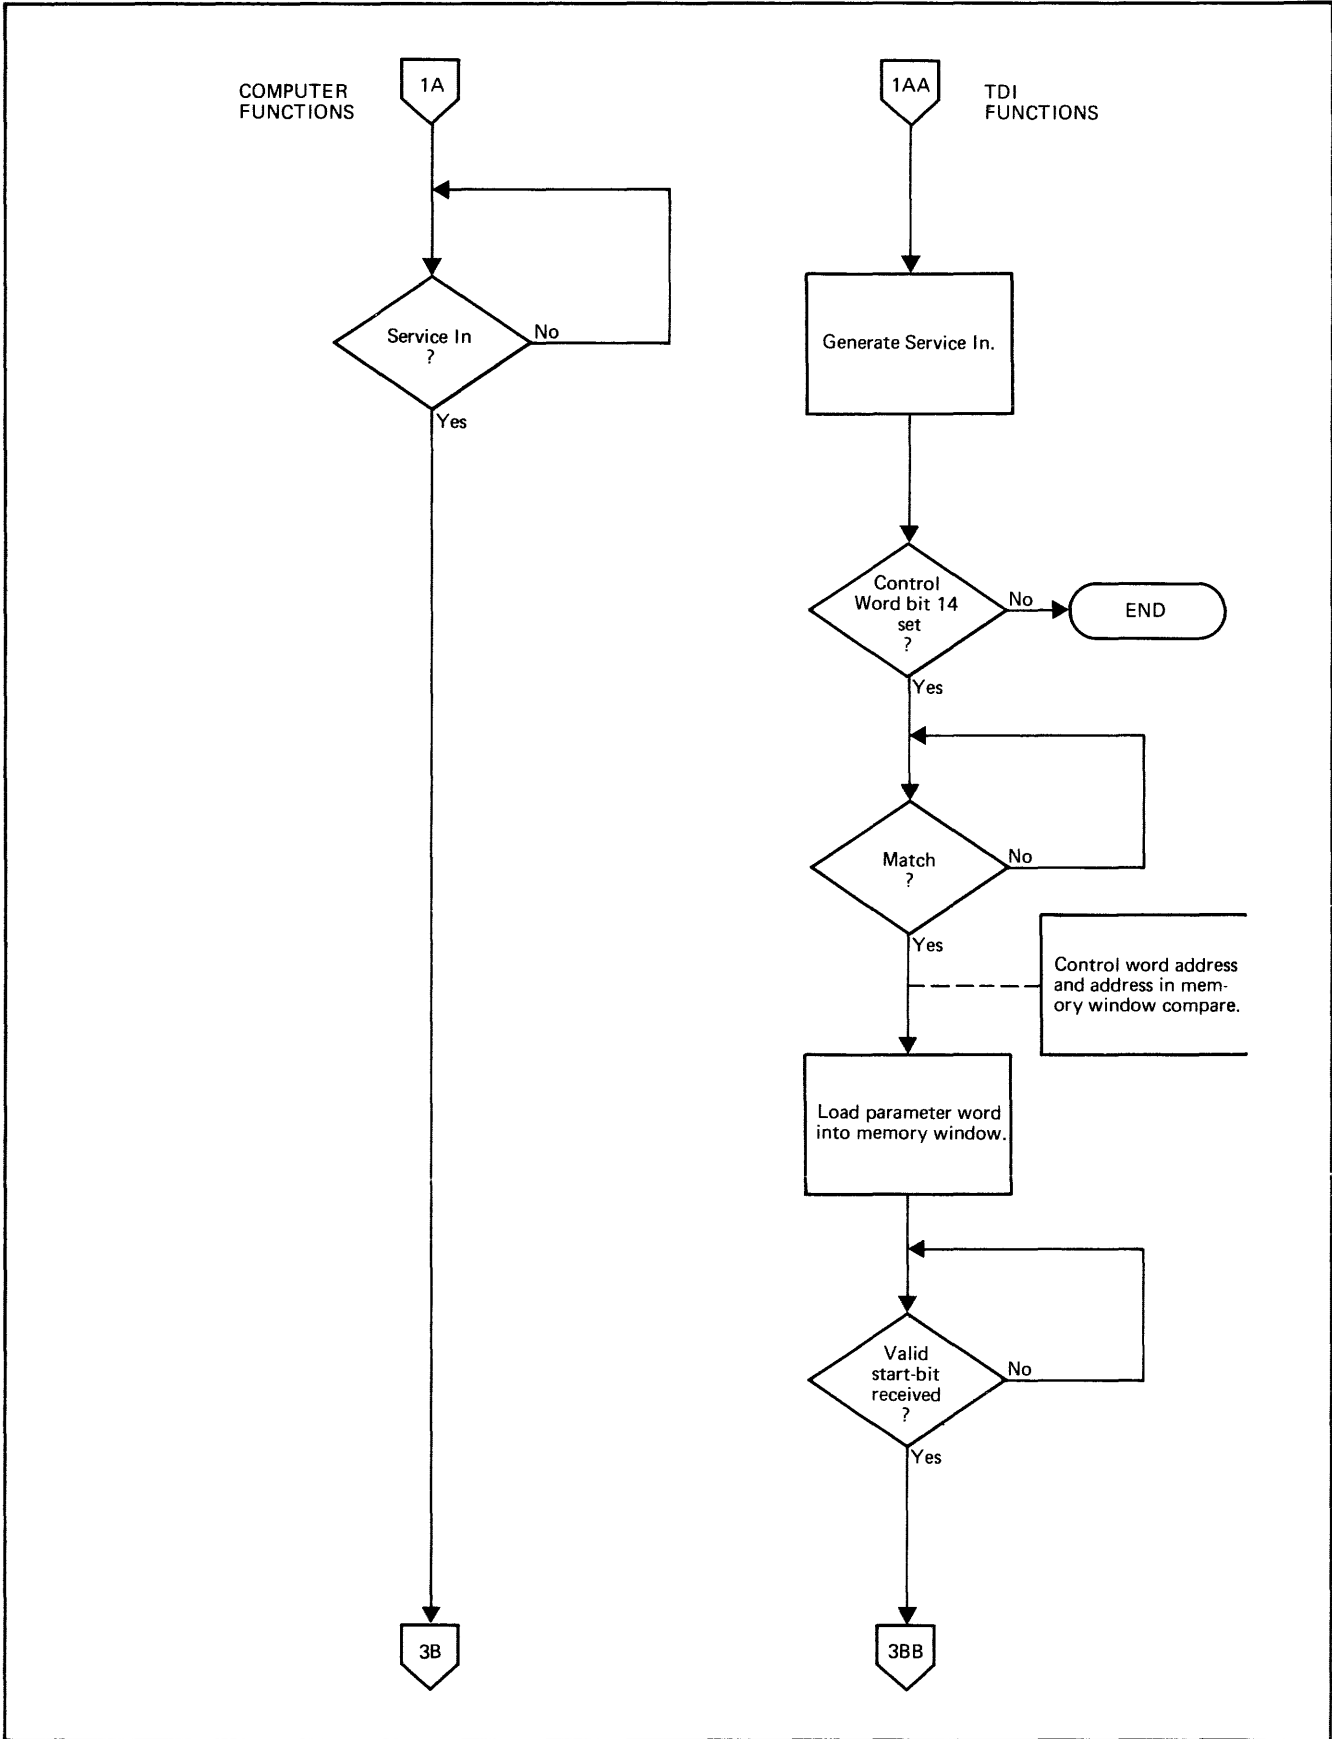 COMPUTER
FUNCTIONS
1A
Service In
?
No
Yes
3B
1AA
TDI
FUNCTIONS
Generate Service In.
Control
Word bit 14
set
?
No
END
Yes
Match
?
No
Yes
Control word address
and address in mem-
ory window compare.
Load parameter word
into memory window.
Valid
start-bit
received
?
No
Yes
3BB